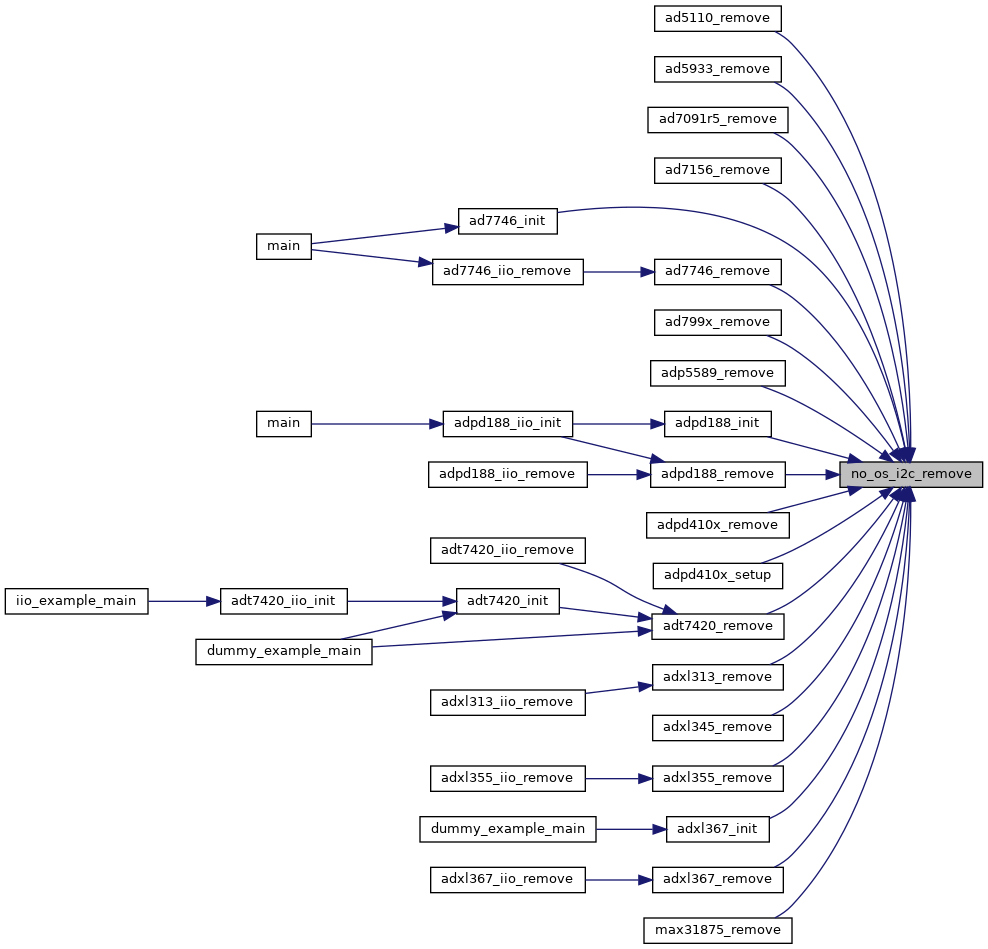 ad5110_remove
ad5933_remove
ad7091r5_remove
ad7156_remove
ad7746_init
main
ad7746_iio_remove
ad7746_remove
ad799x_remove
adp5589_remove
main
adpd188_iio_init
adpd188_init
adpd188_iio_remove
adpd188_remove
no_os_i2c_remove
adpd410x_remove
adt7420_iio_remove
adpd410x_setup
iio_example_main
adt7420_iio_init
adt7420_init
adt7420_remove
dummy_example_main
adxl313_remove
adxl313_iio_remove
adxl345_remove
adxl355_iio_remove
adxl355_remove
dummy_example_main
adxl367_init
adxl367_iio_remove
adxl367_remove
max31875_remove